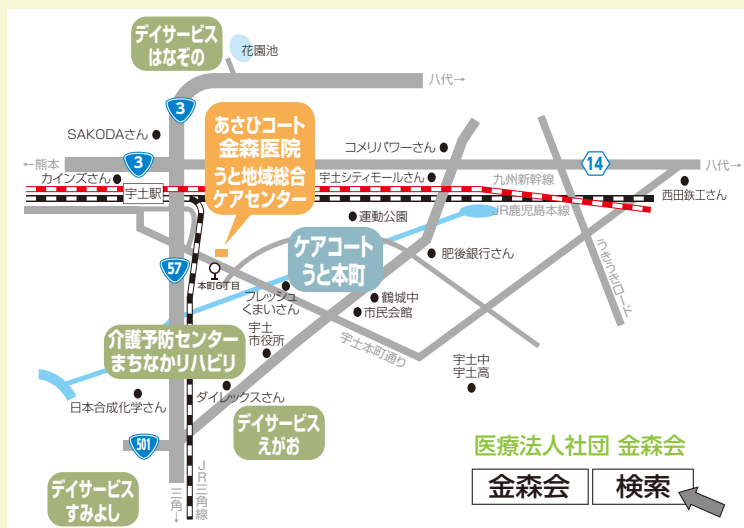 デイサービス
はなぞの
花園池
八代→
3
SAKODAさん
あさひコート
金森医院
うと地域総合
ケアセンター
コメリパワーさん
←熊本
3
14
八代→
カインズさん
宇土シティモールさん
九州新幹線
宇土駅
西田鉄工さん
運動公園
JR鹿児島本線
ケアコート
うと本町
肥後銀行さん
うきうきロード
57
本町6丁目
フレッシュ
くまいさん
鶴城中
市民会館
宇土
市役所
宇土本町通り
介護予防センター
まちなかリハビリ
宇土中
宇土高
日本合成化学さん
ダイレックスさん
デイサービス
えがお
501
医療法人社団 金森会
金森会
検索
デイサービス
すみよし
三角→
JR三角線